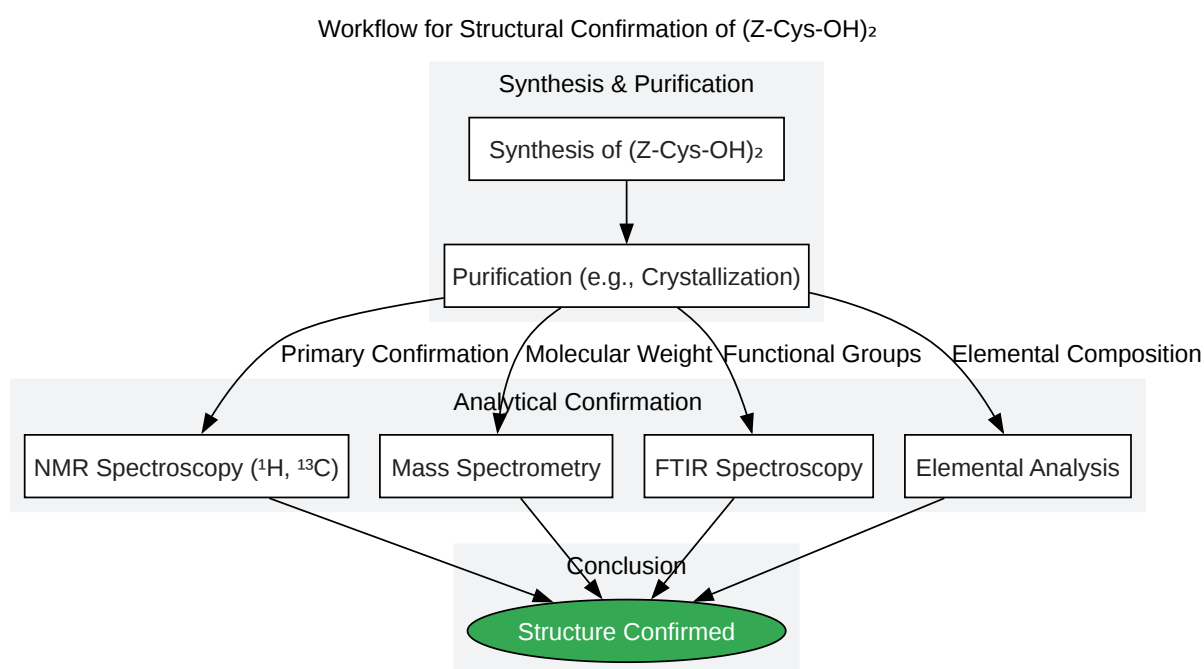 Workflow for Structural Confirmation of (Z-Cys-OH)₂
Synthesis & Purification
Synthesis of (Z-Cys-OH)₂
Purification (e.g., Crystallization)
Primary Confirmation
Molecular Weight
Functional Groups
Elemental Composition
Analytical Confirmation
NMR Spectroscopy (¹H, ¹³C)
Mass Spectrometry
FTIR Spectroscopy
Elemental Analysis
Conclusion
Structure Confirmed